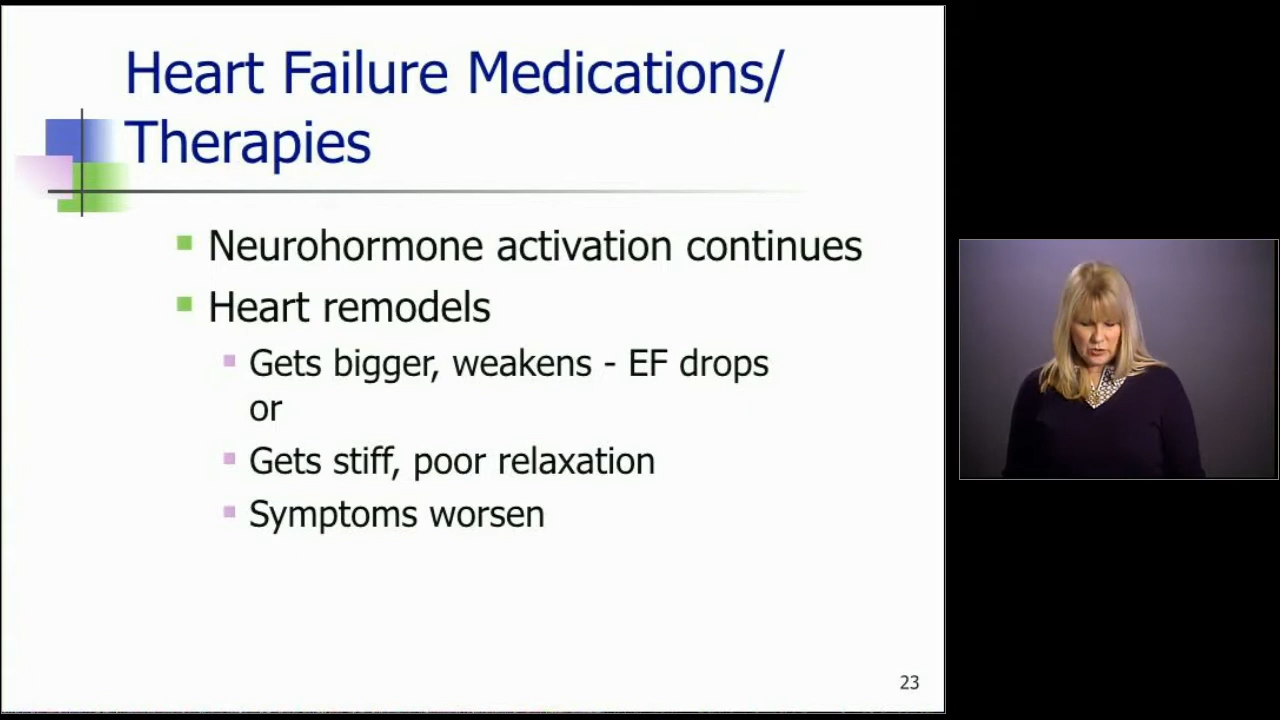 Heart Failure Medications/
Therapies
Neurohormone activation continues
Heart remodels
Gets bigger, weakens - EF drops
or
Gets stiff, poor relaxation
Symptoms worsen
23